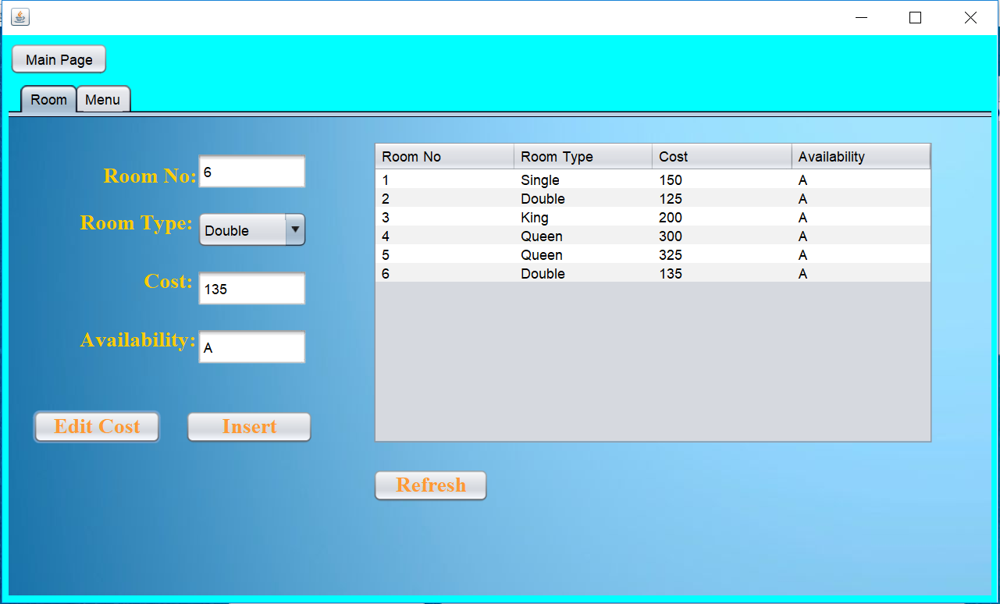 Main Page
Room Menu
Room No: 6
Room Type: Double
Cost: 135
Availability: A
Edit Cost Insert
Room No Room Type Cost Availability
1 Single 150 A
2 Double 125 A
3 King 200 A
4 Queen 300 A
5 Queen 325 A
6 Double 135 A
Refresh